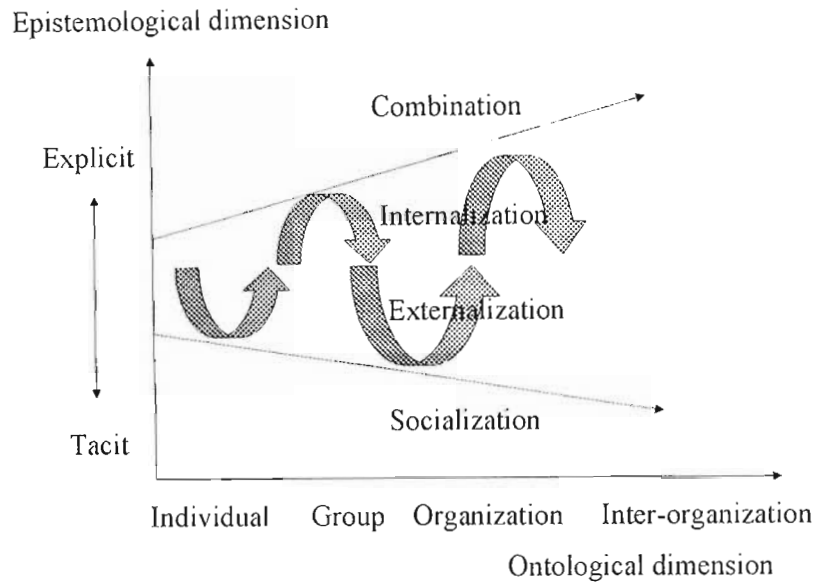 Epistemological dimension
Combination
Explicit
Internalization
Externalization
Socialization
Tacit
Individual Group Organization Inter-organization
Ontological dimension